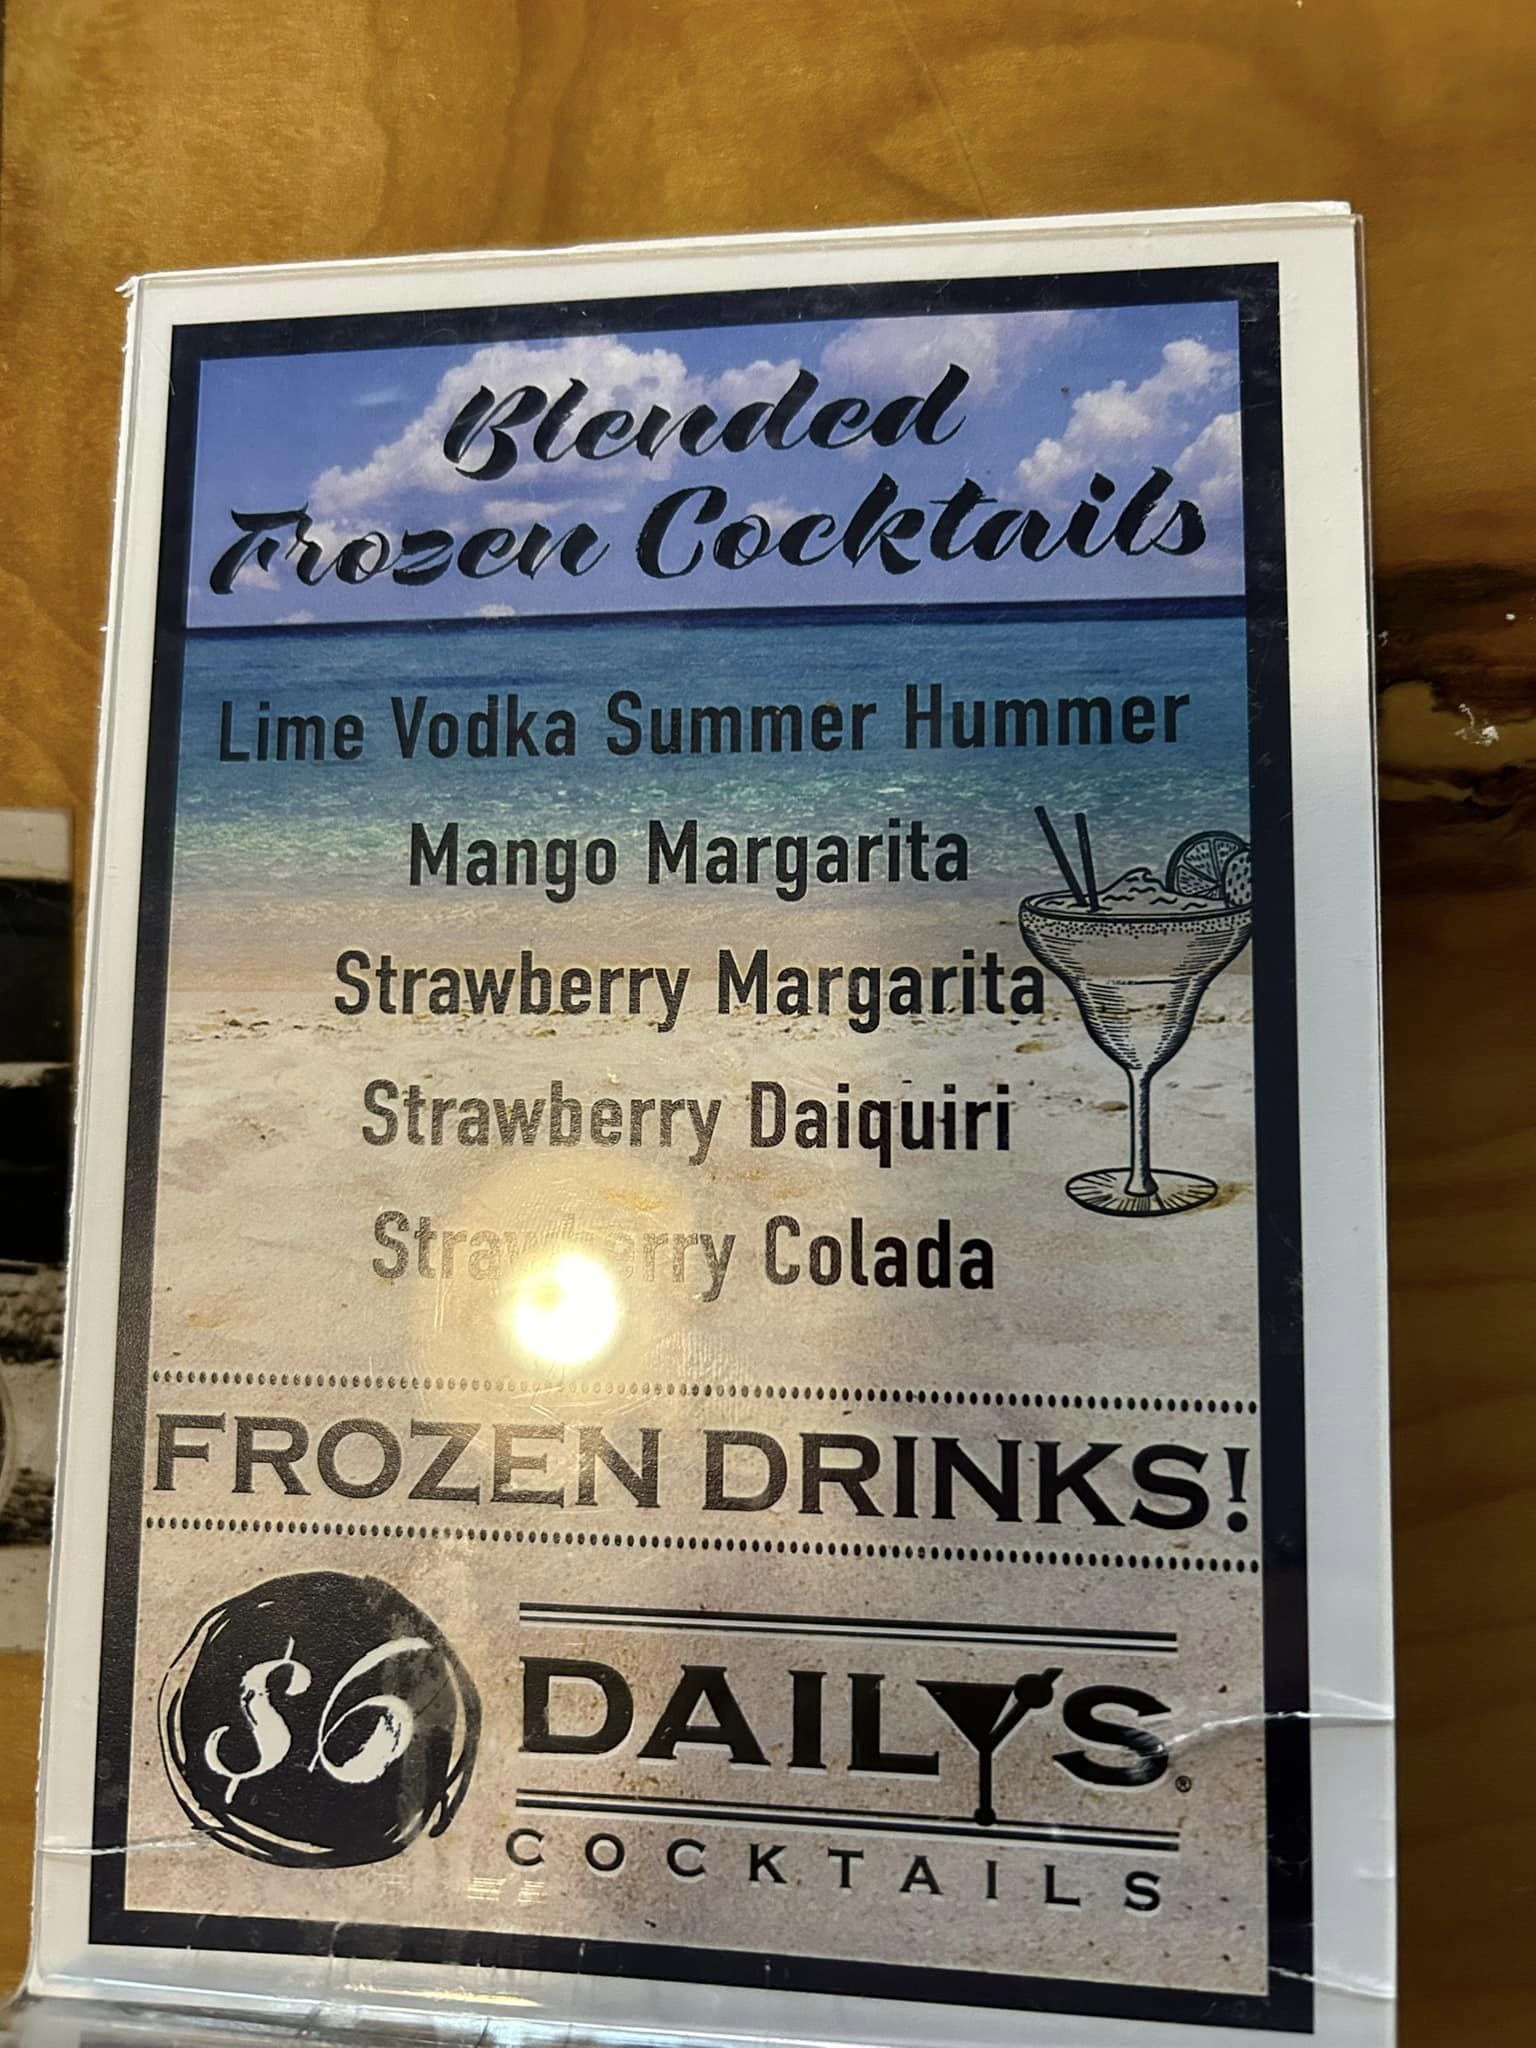 Blended
Frozen Cocktails
Lime Vodka Summer Hummer
Mango Margarita
Strawberry Margarita
Strawberry Daiquiri
Strawberry Colada
FROZEN DRINKS!
$6
DAILY'S®
COCKTAILS